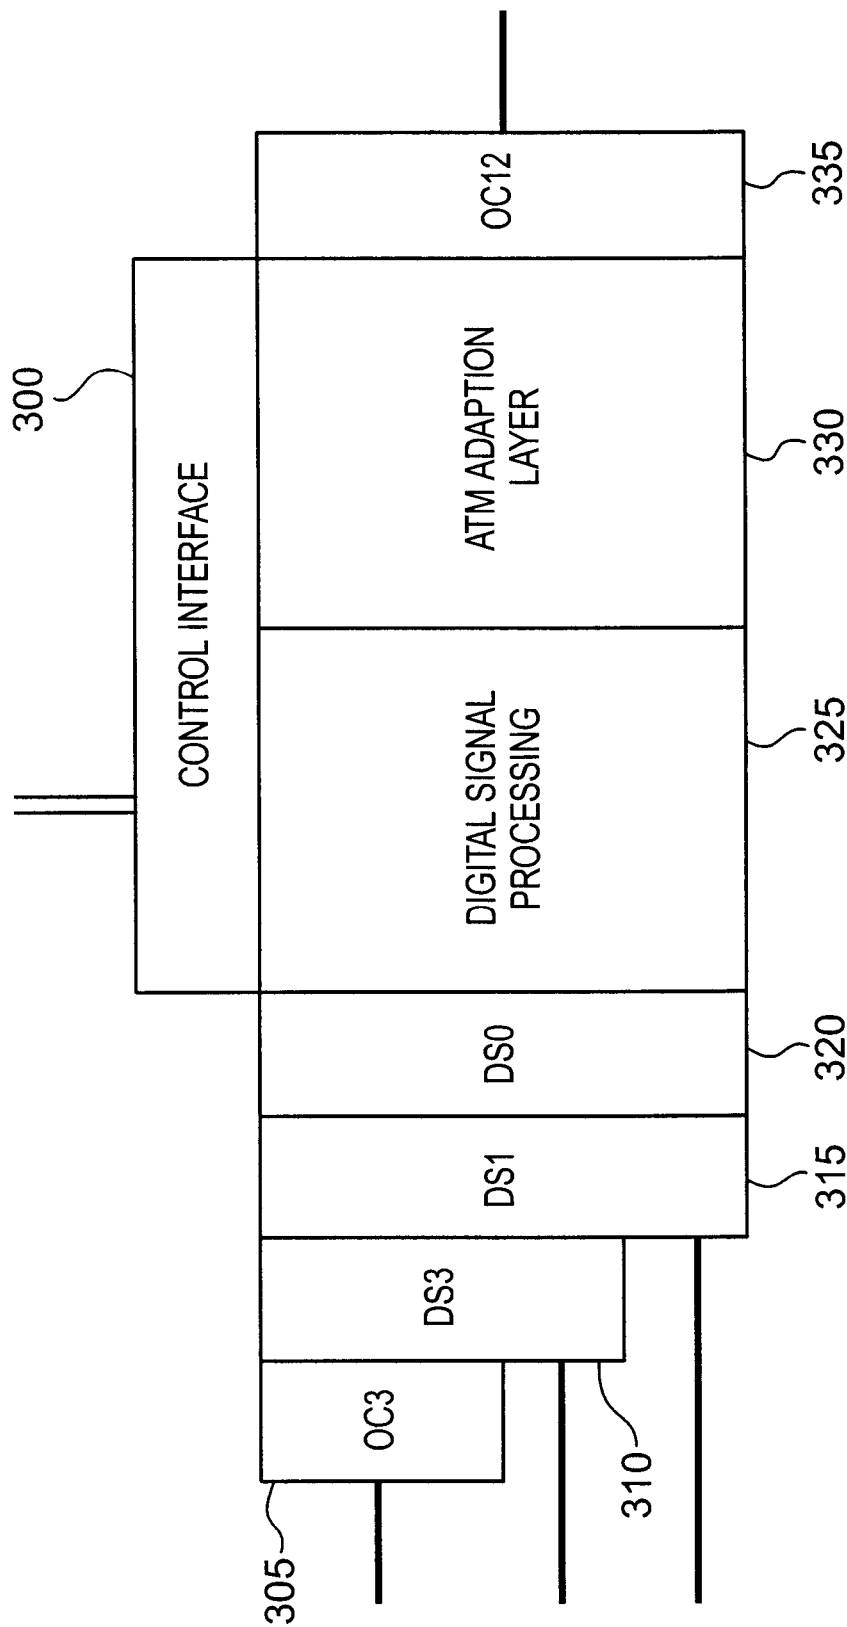 300
CONTROL INTERFACE
305
OC3
DS3
DS1
DS0
DIGITAL SIGNAL
PROCESSING
ATM ADAPTION
LAYER
OC12
310
315
320
325
330
335